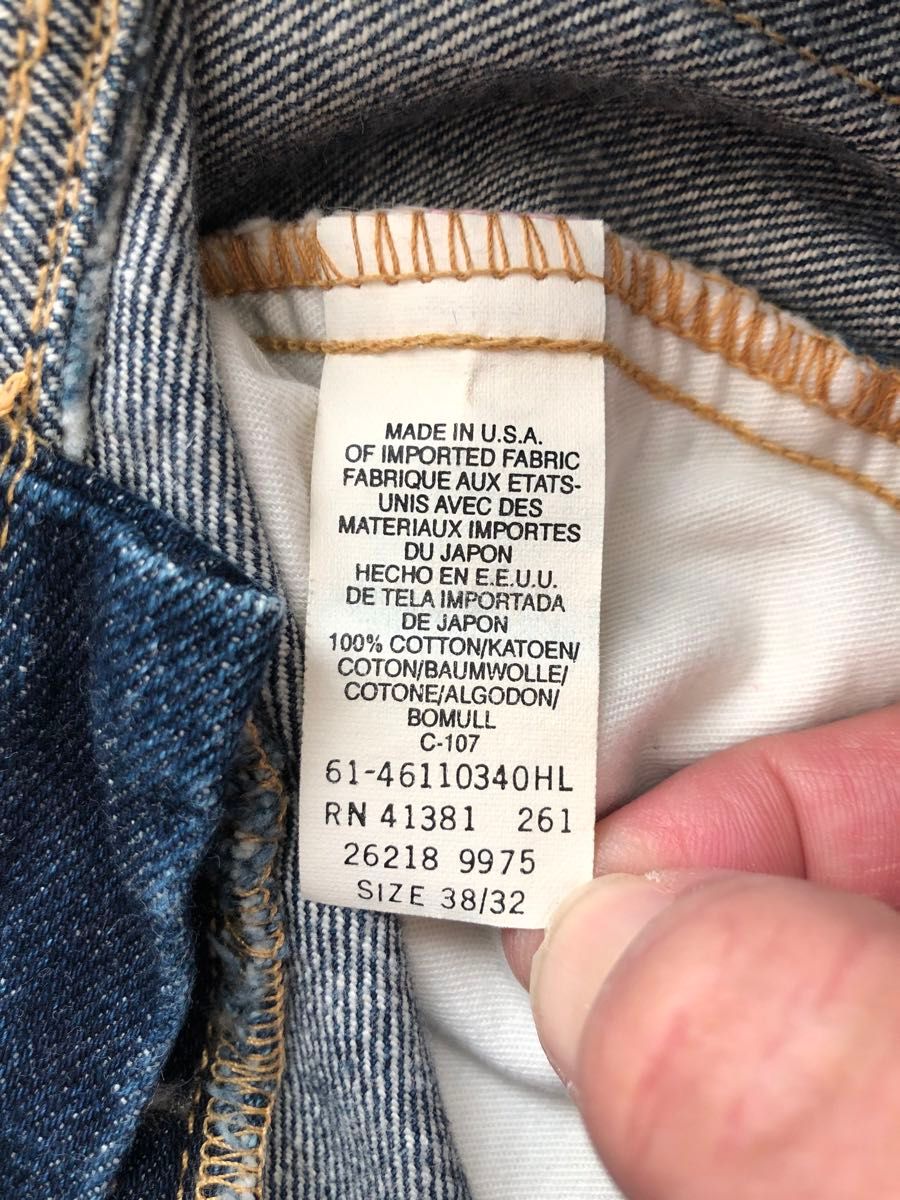 MADE IN U.S.A.
OF IMPORTED FABRIC
FABRIQUE AUX ETATS-
UNIS AVEC DES
MATERIAUX IMPORTES
DU JAPON
HECHO EN E.E.U.U.
DE TELA IMPORTADA
DE JAPON
100% COTTON/KATOEN/
COTON/BAUMWOLLE/
COTONE/ALGODON/
BOMULL
C-107
61-46110340HL
RN 41381 261
26218 9975
SIZE 38/32